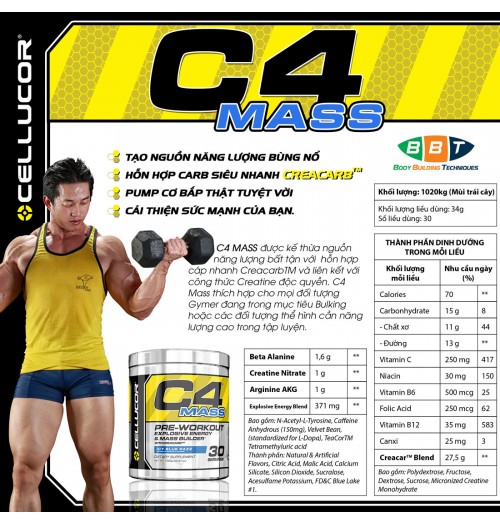 CELLUCOR®
C4
MASS
BBT
BODY BUILDING TECHNIQUES
TẠO NGUỒN NĂNG LƯỢNG BÙNG NỔ
HỖN HỢP CARB SIÊU NHANH CREACARB™
PUMP CƠ BẮP THẬT TUYỆT VỜI
CẢI THIỆN SỨC MẠNH CỦA BẠN.
C4 MASS được kế thừa nguồn
năng lượng bất tận với hỗn hợp
cáp nhanh CreacarbTM và liên kết với
công thức Creatine độc quyền. C4
Mass thích hợp cho mọi đối tượng
Gymer đang trong mục tiêu Bulking
hoặc các đối tượng thể hình cần năng
lượng cao trong tập luyện.
CELLUCOR
C4
MASS
PRE-WORKOUT
EXPLOSIVE ENERGY
& MASS BUILDER
ICY BLUE RAZZ
DIETARY SUPPLEMENT
30
SERVINGS
Beta Alanine 1,6 g **
Creatine Nitrate 1 g **
Arginine AKG 1 g **
Explosive Energy Blend 371 mg **
Bao gồm: N-Acetyl-L-Tyrosine, Caffeine
Anhydrous (150mg), Velvet Bean,
(standardized for L-Dopa), TeaCorTM
Tetramethyluric acid
Thành phần: Natural & Artificial
Flavors, Citric Acid, Malic Acid, Calcium
Silicate, Silicon Dioxide, Sucralose,
Acesulfame Potassium, FD&C Blue Lake
#1.
Khối lượng: 1020kg (Mùi trái cây)
Khối lượng liều dùng: 34g
Số liều dùng: 30
THÀNH PHẦN DINH DƯỠNG
TRONG MỖI LIỀU
Khối lượng mỗi liều Nhu cầu ngày (%)
Calories 70 **
Carbonhydrate 15 g 8
- Chất xơ 11 g 44
- Đường 13 g **
Vitamin C 250 mg 417
Niacin 30 mg 150
Vitamin B6 500 mg 25
Folic Acid 250 mg 62
Vitamin B12 35 mg 583
Canxi 25 mg 3
Creacar™ Blend 27,5 g **
Bao gồm: Polydextrose, Fructose,
Dextrose, Sucrose, Micronized Creatine
Monohydrate